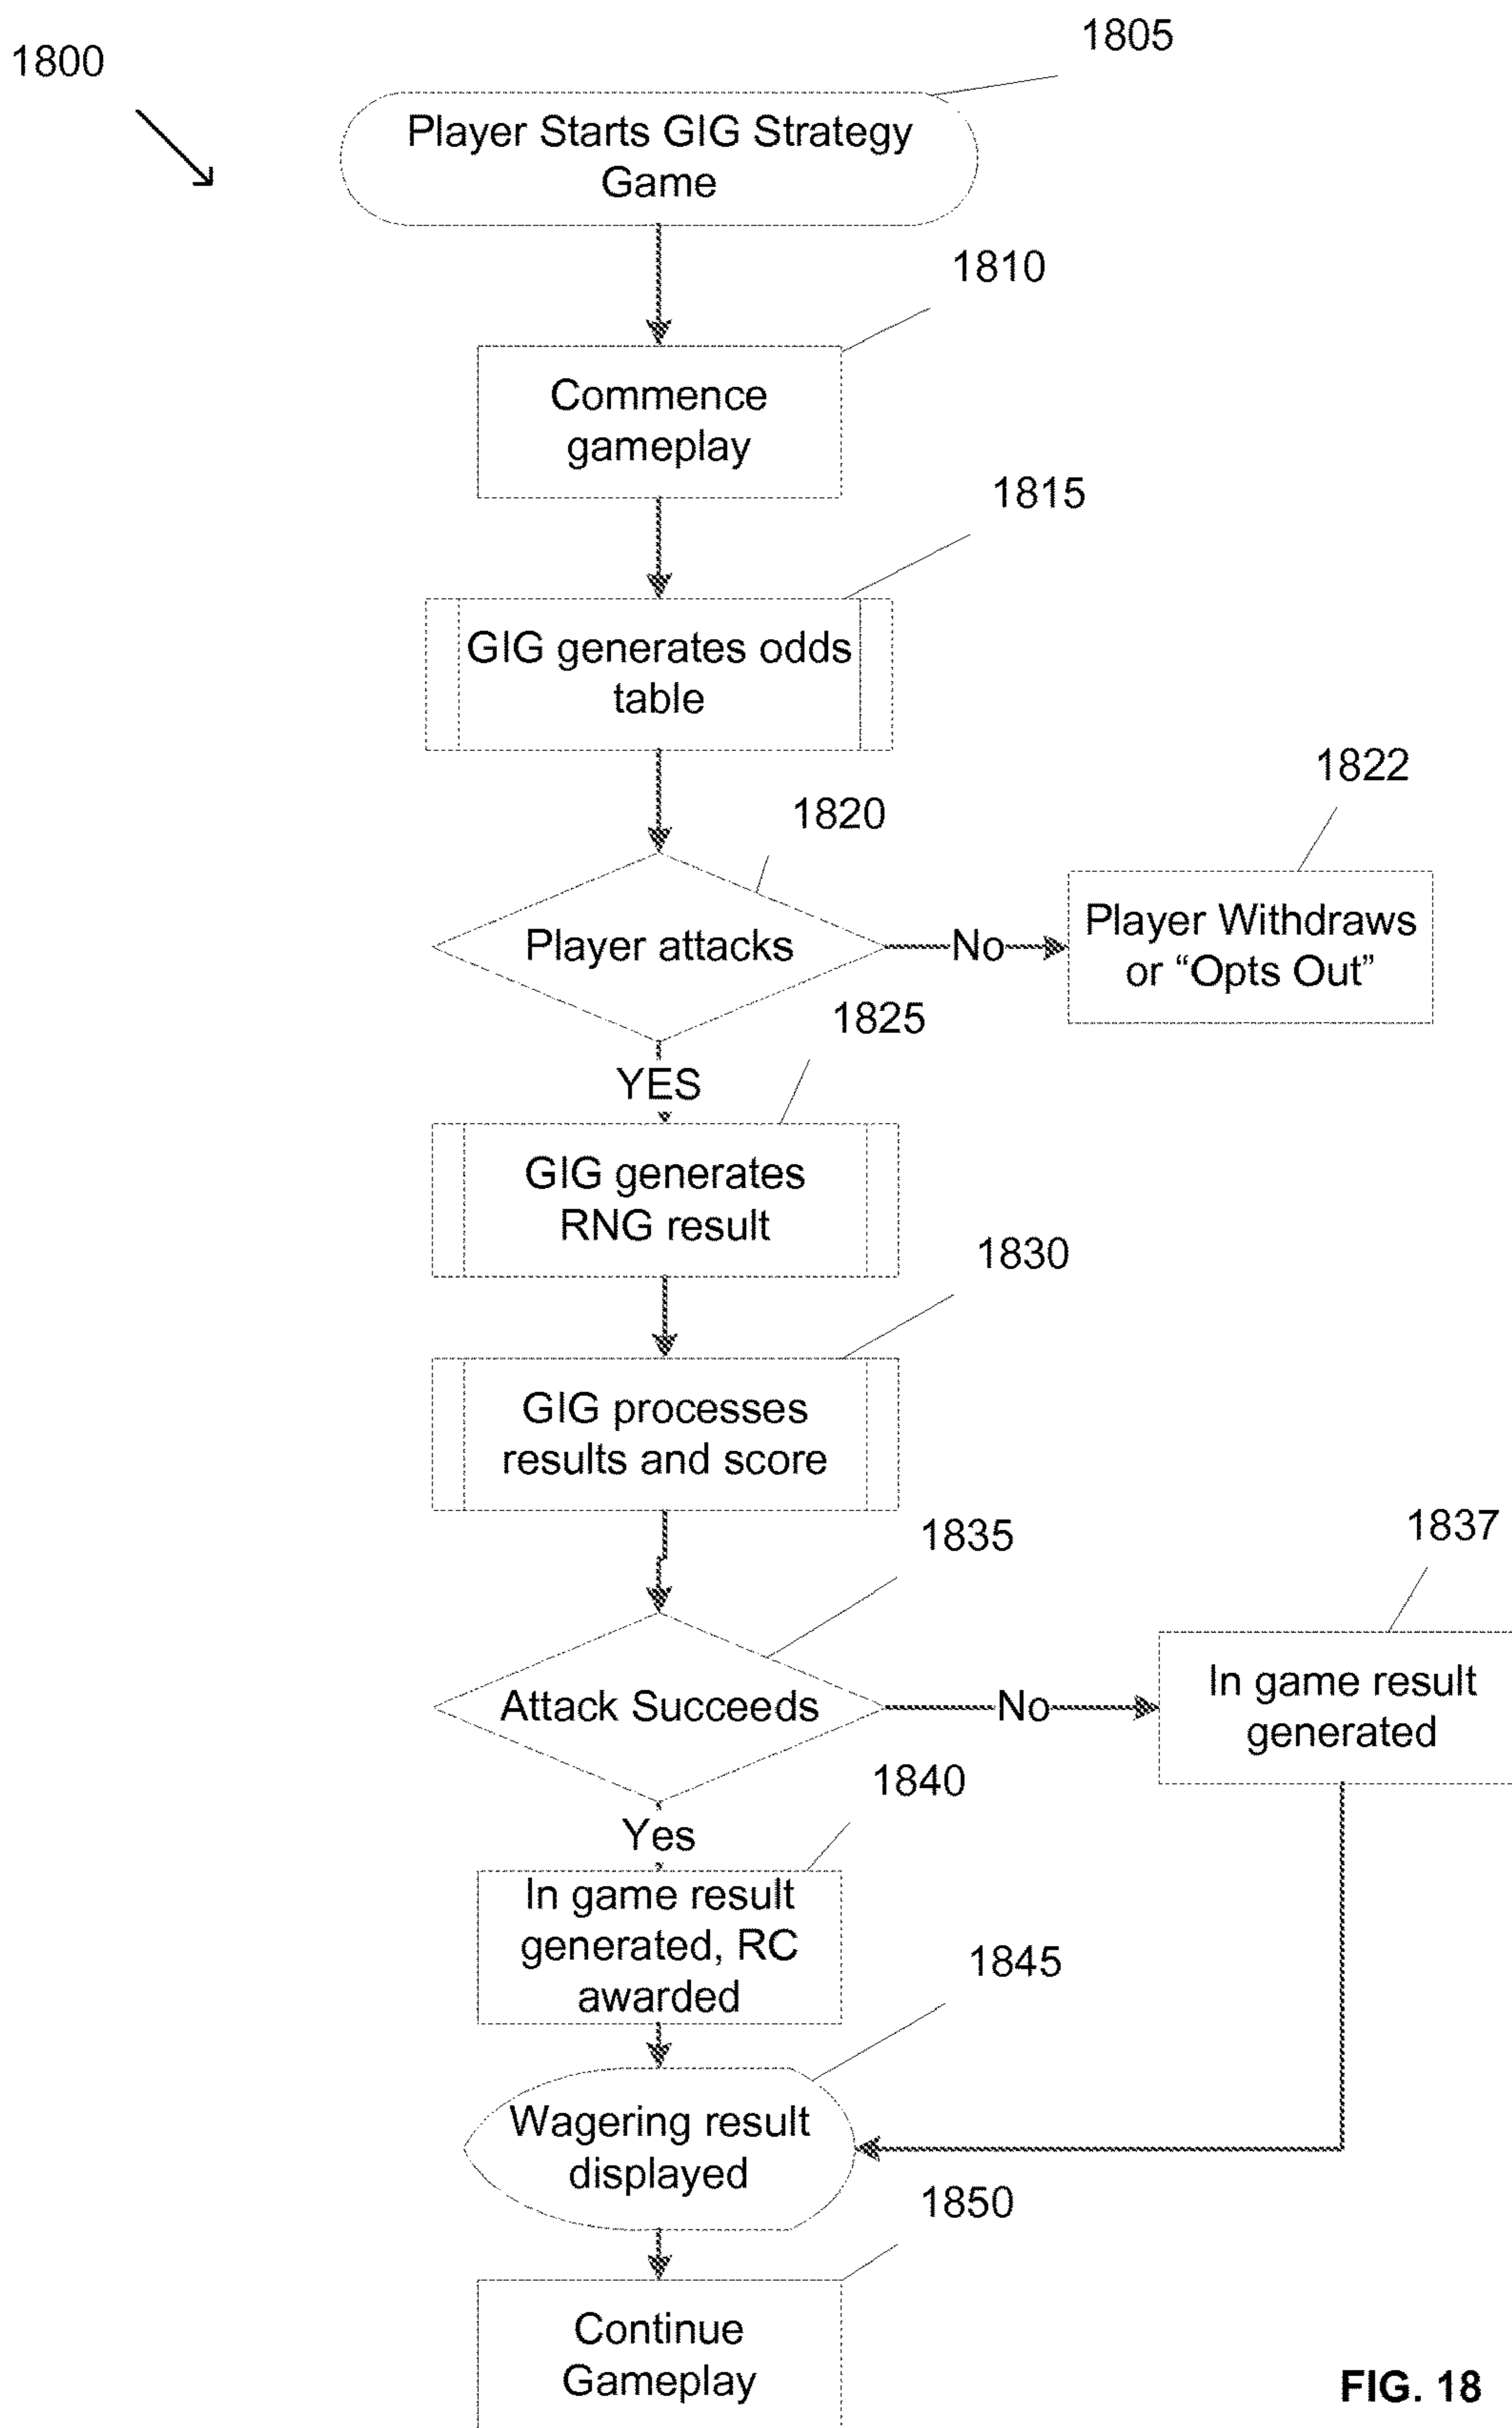 1800
1805
Player Starts GIG Strategy
Game
1810
Commence
gameplay
1815
GIG generates odds
table
1820
1822
Player attacks
No
Player Withdraws
or “Opts Out”
YES
1825
GIG generates
RNG result
1830
GIG processes
results and score
1835
1837
Attack Succeeds
No
In game result
generated
Yes
1840
In game result
generated, RC
awarded
1845
Wagering result
displayed
1850
Continue
Gameplay
FIG. 18